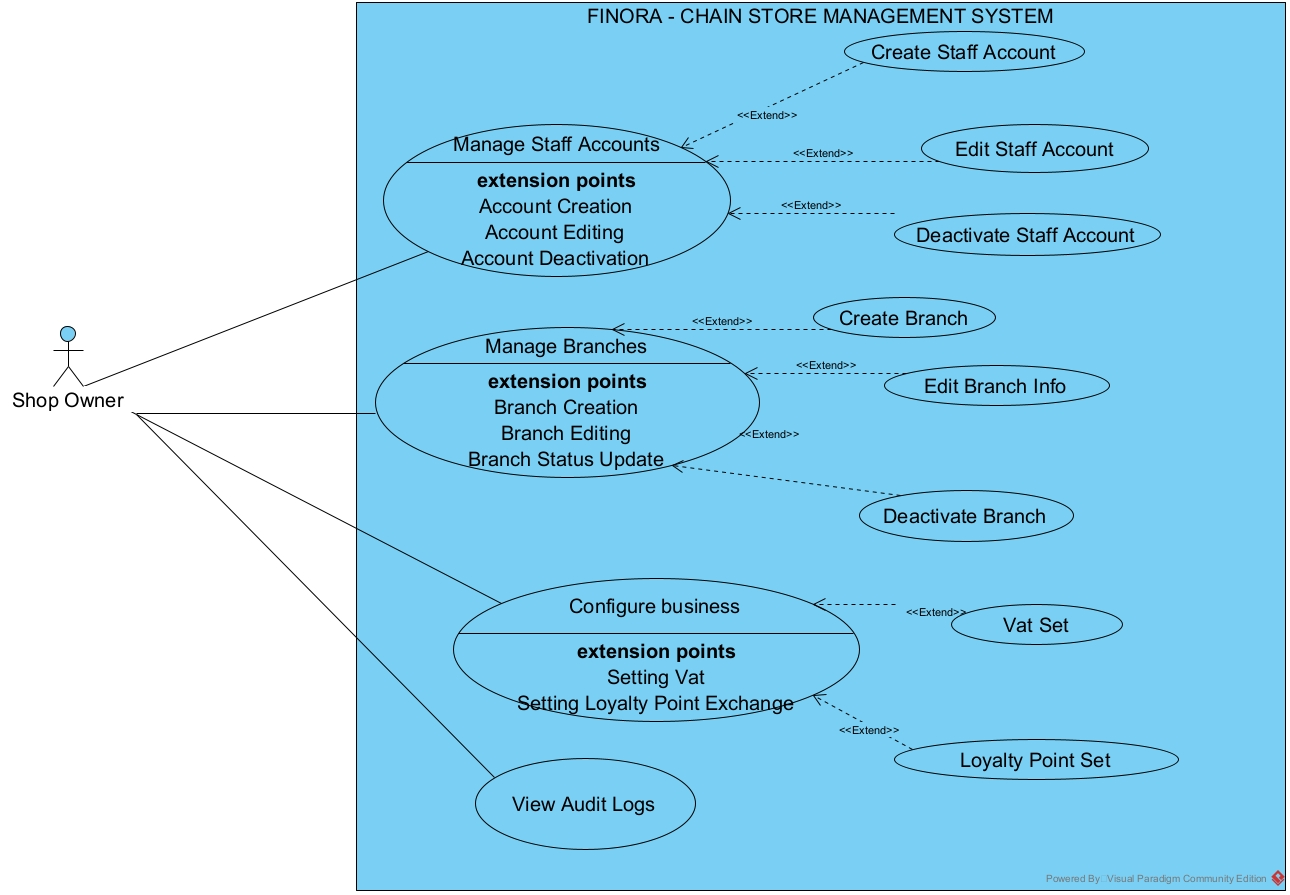 FINORA - CHAIN STORE MANAGEMENT SYSTEM
Create Staff Account
<<Extend>>
Manage Staff Accounts
extension points
Account Creation
Account Editing
Account Deactivation
<<Extend>>
Edit Staff Account
<<Extend>>
Deactivate Staff Account
Shop Owner
<<Extend>>
Create Branch
Manage Branches
extension points
Branch Creation
Branch Editing
Branch Status Update
<<Extend>>
Edit Branch Info
<<Extend>>
Deactivate Branch
Configure business
extension points
Setting Vat
Setting Loyalty Point Exchange
<<Extend>>
Vat Set
<<Extend>>
Loyalty Point Set
View Audit Logs
Powered By Visual Paradigm Community Edition